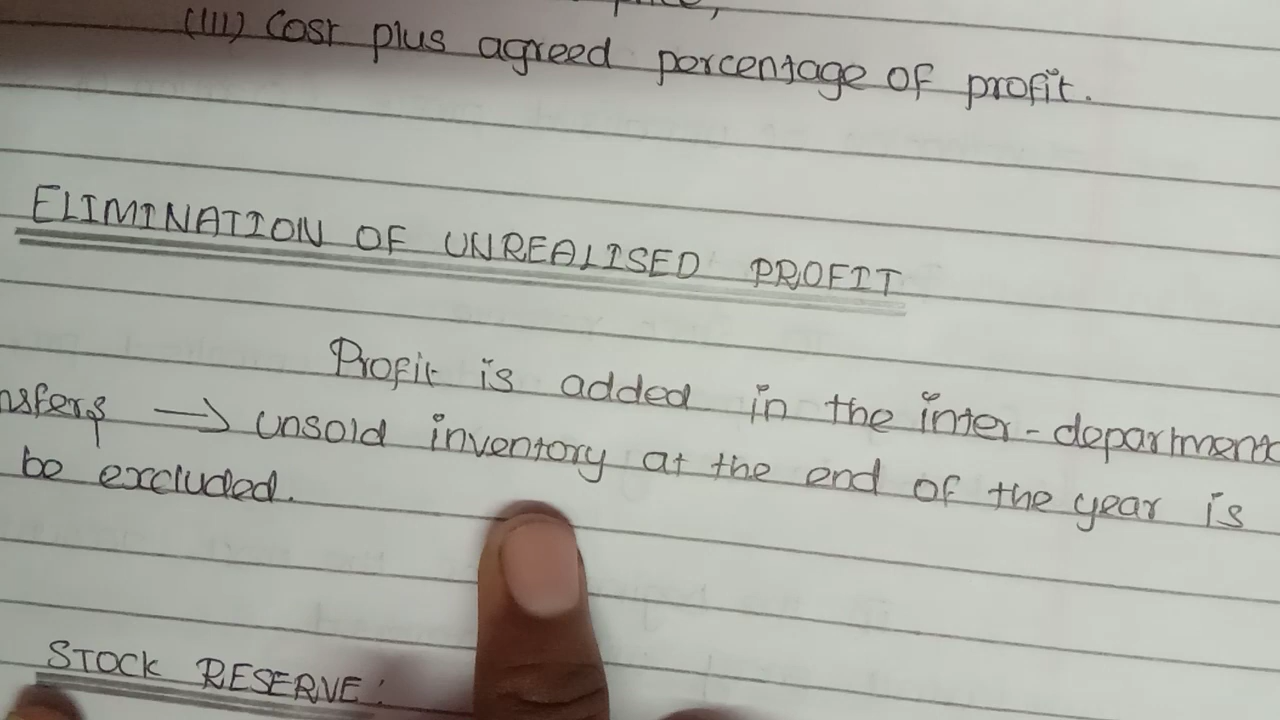 (III) Cost plus agreed percentage of profit.
ELIMINATION OF UNREALISED PROFIT
Profit is added in the inter-department
nsfers → unsold inventory at the end of the year is
be excluded.
STOCK RESERVE: